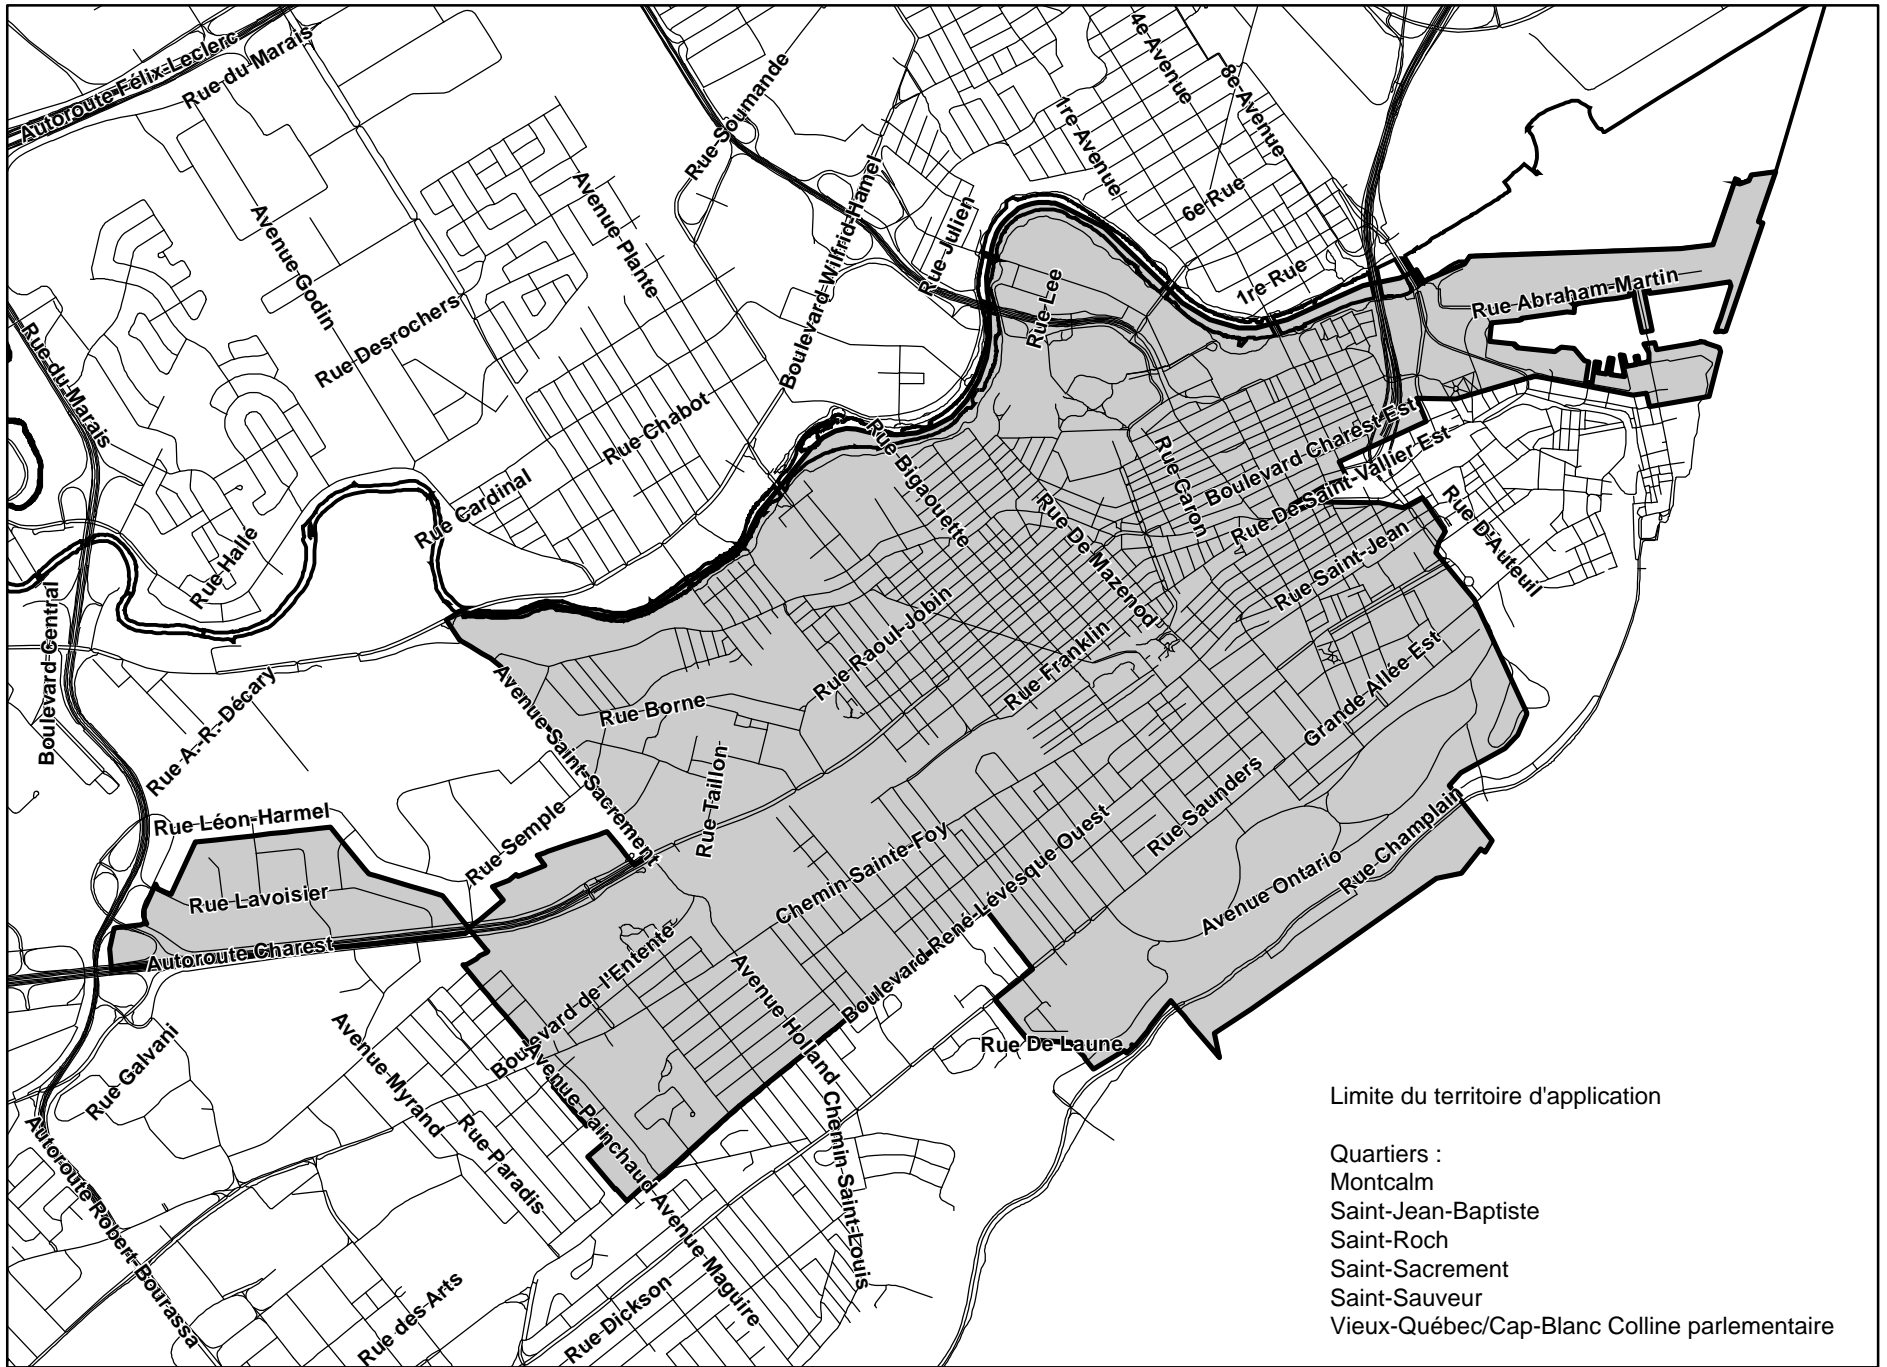 Autoroute Félix-Leclerc
Rue du Marais
Rue Soumande
4e Avenue
8e Avenue
1re Avenue
6e Rue
1re Rue
Avenue Godin
Avenue Plante
Boulevard Wilfrid-Hamel
Rue Julien
Rue Lee
Rue Abraham-Martin
Rue du Marais
Rue Desrochers
Rue Chabot
Rue Cardinal
Rue Hallé
Rue Bigaouette
Rue De Mazenod
Rue Caron
Boulevard Charest Est
Rue De Saint-Vallier Est
Rue D'Auteuil
Rue Saint-Jean
Boulevard Central
Rue A.-R.-Décary
Avenue Saint-Sacrement
Rue Borne
Rue Raoul-Jobin
Rue Franklin
Grande Allée Est
Rue Taillon
Rue Léon-Harmel
Rue Semple
Rue Lavoisier
Autoroute Charest
Chemin Sainte-Foy
Boulevard René-Lévesque Ouest
Rue Saunders
Avenue Ontario
Rue Champlain
Boulevard de l'Entente
Avenue Holland
Rue De Laune
Rue Galvani
Avenue Myrand
Avenue Painchaud
Rue Paradis
Chemin Saint-Louis
Avenue Maguire
Autoroute Robert-Bourassa
Rue des Arts
Rue Dickson
Limite du territoire d'application
Quartiers :
Montcalm
Saint-Jean-Baptiste
Saint-Roch
Saint-Sacrement
Saint-Sauveur
Vieux-Québec/Cap-Blanc Colline parlementaire